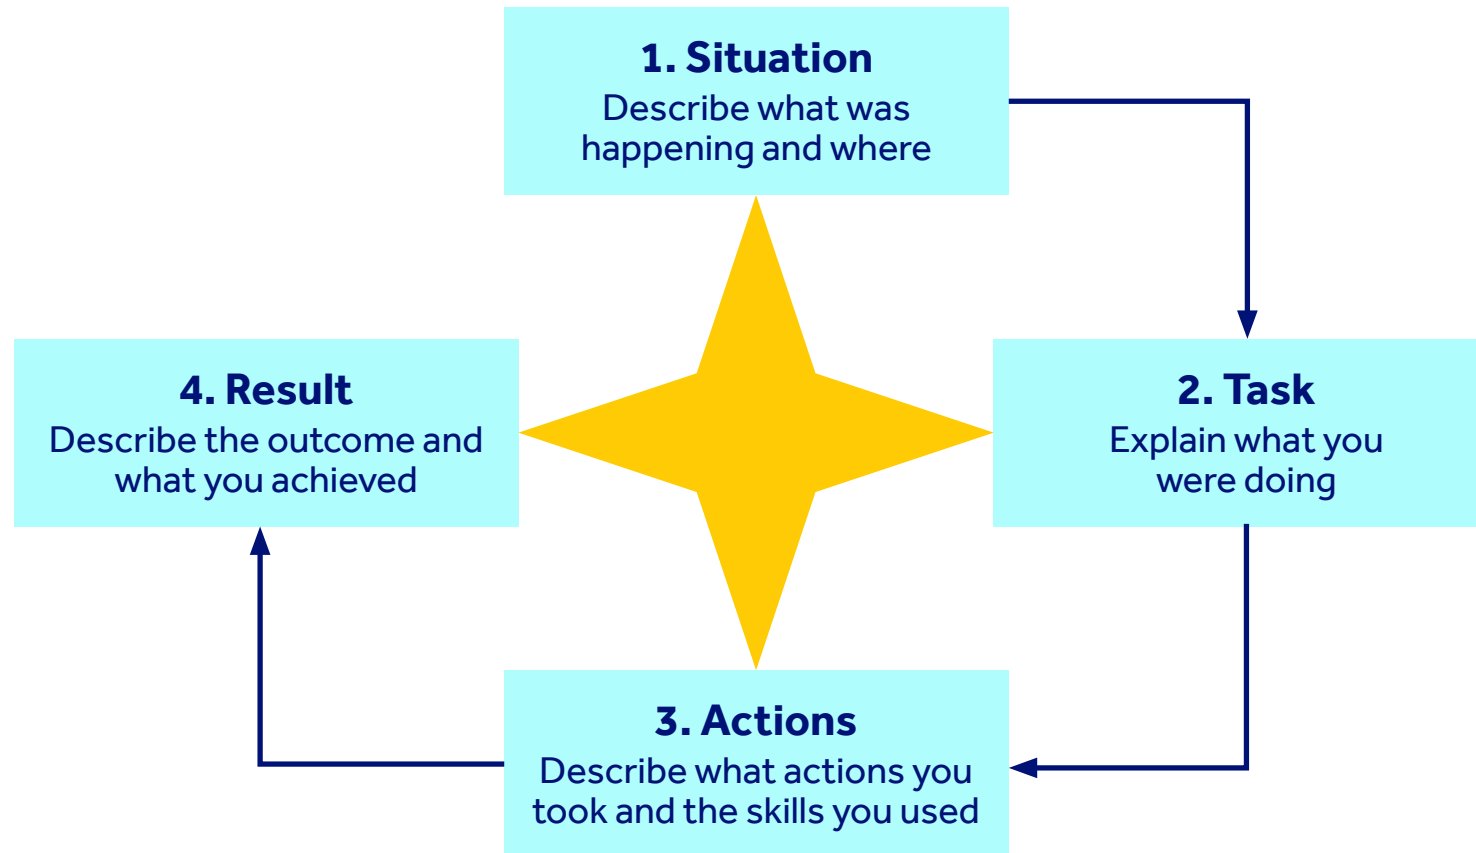 1. Situation
Describe what was
happening and where
2. Task
Explain what you
were doing
3. Actions
Describe what actions you
took and the skills you used
4. Result
Describe the outcome and
what you achieved